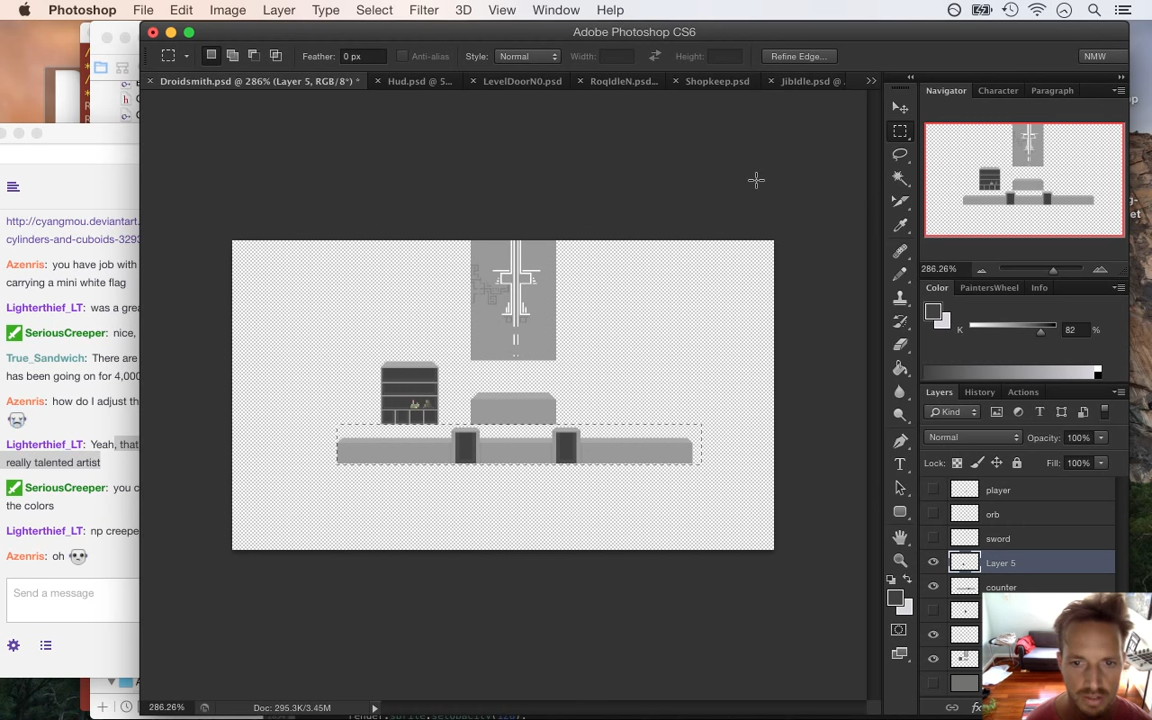 Photoshop File Edit Image Layer Type Select Filter 3D View Window Help
Adobe Photoshop CS6
Feather: 0 px Anti-alias Style: Normal Width: Height: Refine Edge... NMW
Droidsmith.psd @ 286% (Layer 5, RGB/8*) * Hud.psd @ 5... LevelDoorN0.psd RoqIdleN.psd... Shopkeep.psd JibIdle.psd @
Navigator Character Paragraph
286.26%
Color PaintersWheel Info
K 82 %
Layers History Actions
Kind
Normal Opacity: 100%
Lock: Fill: 100%
player
orb
sword
Layer 5
counter
fx
http://cyangmou.deviantart.
cylinders-and-cuboids-3293
Azenris: you have job with
carrying a mini white flag
Lighterthief_LT: was a grea
SeriousCreeper: nice,
True_Sandwich: There are
has been going on for 4,000
Azenris: how do I adjust the
Lighterthief_LT: Yeah, that
really talented artist
SeriousCreeper: you c
the colors
Lighterthief_LT: np creepe
Azenris: oh
Send a message
286.26% Doc: 295.3K/3.45M